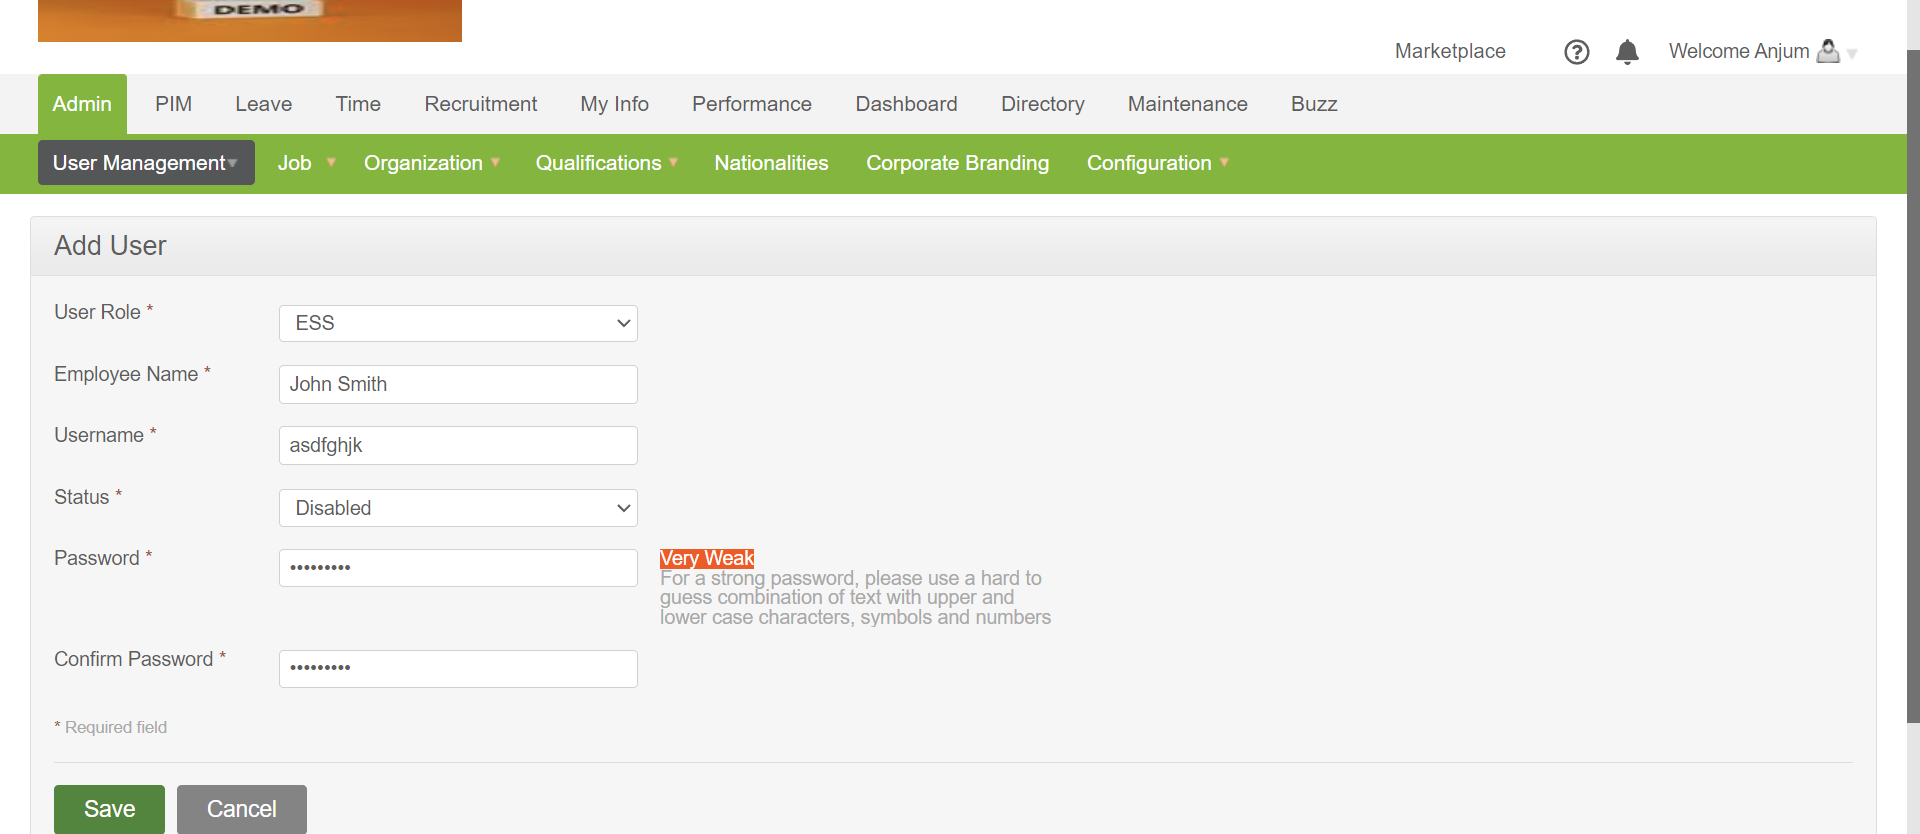 DEMO
Marketplace ? Welcome Anjum
Admin PIM Leave Time Recruitment My Info Performance Dashboard Directory Maintenance Buzz
User Management Job Organization Qualifications Nationalities Corporate Branding Configuration
Add User
User Role * ESS
Employee Name * John Smith
Username * asdfghjk
Status * Disabled
Password * ••••••••• Very Weak
For a strong password, please use a hard to
guess combination of text with upper and
lower case characters, symbols and numbers
Confirm Password * •••••••••
* Required field
Save Cancel